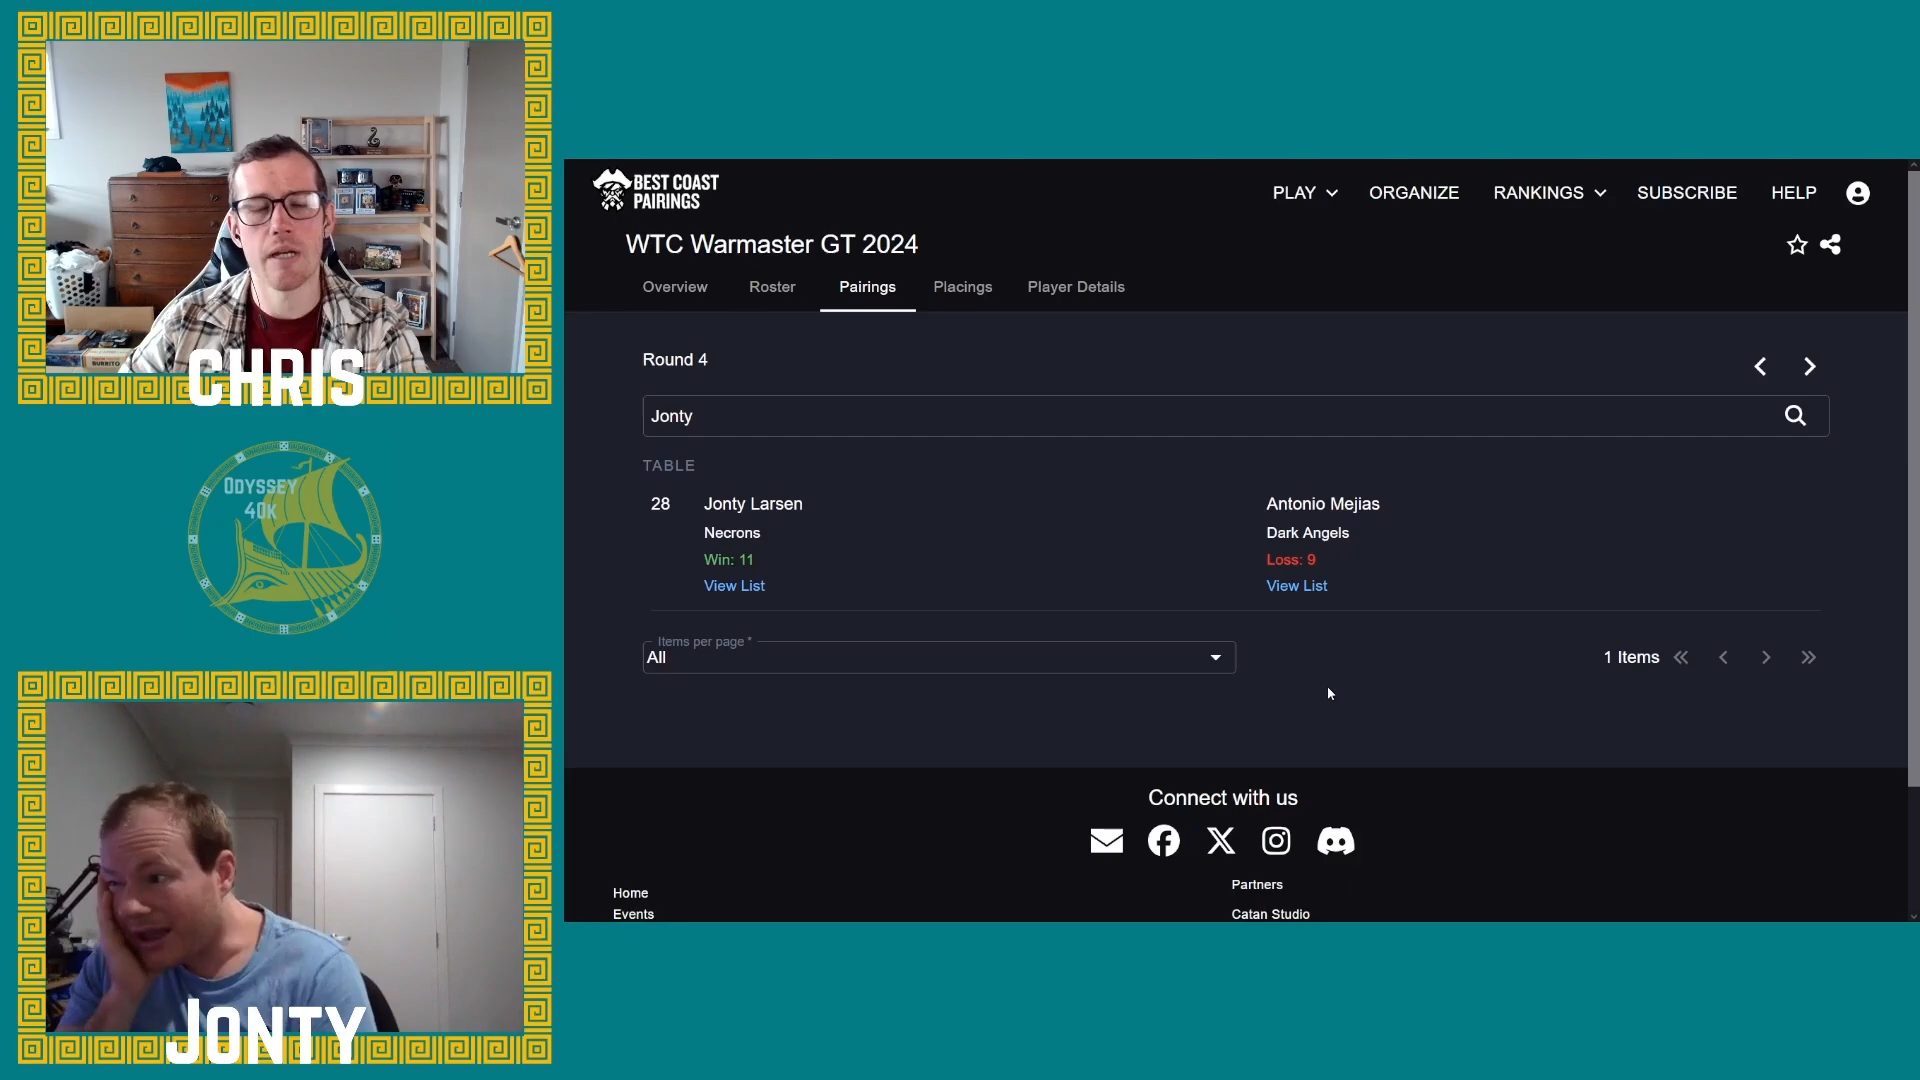 CHRIS
ODYSSEY
40K
JONTY
BURRITO
BEST COAST
PAIRINGS
PLAY
ORGANIZE
RANKINGS
SUBSCRIBE
HELP
WTC Warmaster GT 2024
Overview
Roster
Pairings
Placings
Player Details
Round 4
Jonty
TABLE
28
Jonty Larsen
Antonio Mejias
Necrons
Dark Angels
Win: 11
Loss: 9
View List
View List
Items per page *
All
1 Items
Connect with us
Home
Partners
Events
Catan Studio